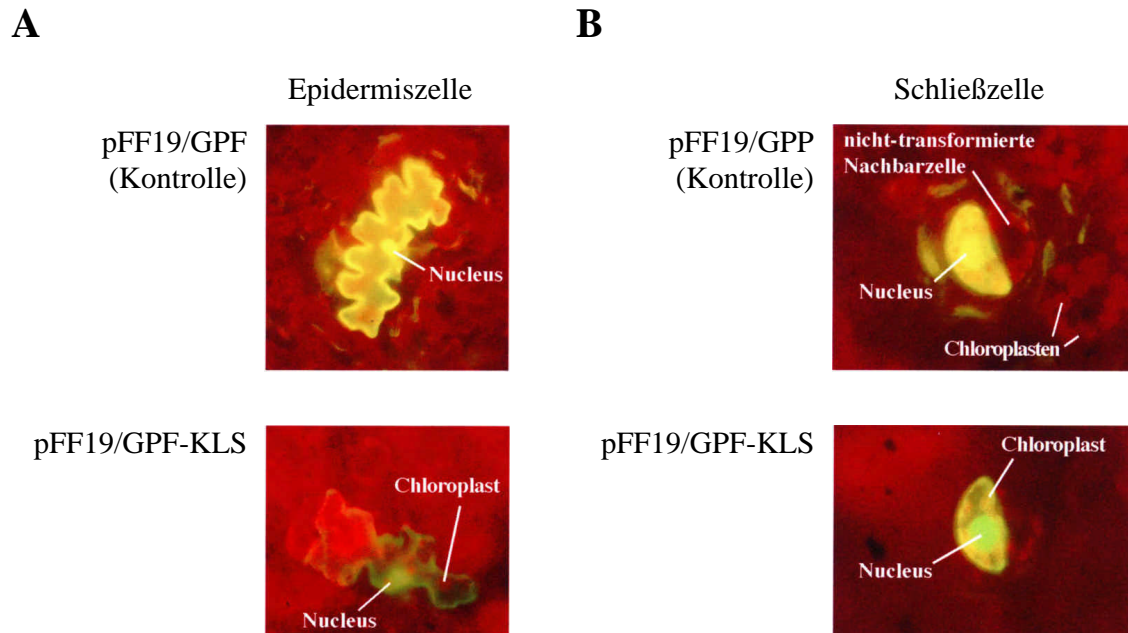 A
B
Epidermiszelle
Schließzelle
pFF19/GPF
(Kontrolle)
Nucleus
pFF19/GPP
(Kontrolle)
nicht-transformierte
Nachbarzelle
Nucleus
Chloroplasten
pFF19/GPF-KLS
Chloroplast
Nucleus
pFF19/GPF-KLS
Chloroplast
Nucleus